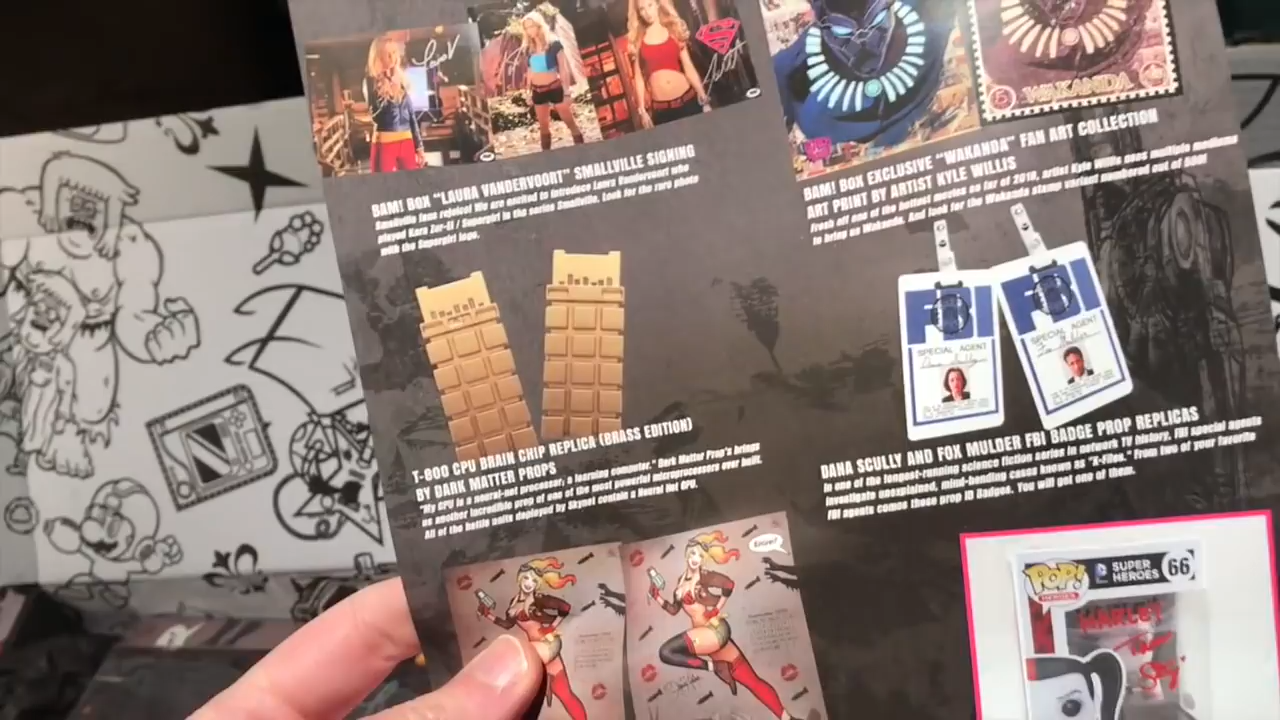 WAKANDA
BAM! BOX "LAURA VANDERVOORT" SMALLVILLE SIGNING
Smallville fans rejoice! We are excited to introduce Laura Vandervoort who
played Kara Zor-El / Supergirl in the series Smallville. Look for the rare photo
with the Supergirl logo.
BAM! BOX EXCLUSIVE "WAKANDA" FAN ART COLLECTION
ART PRINT BY ARTIST KYLE WILLIS
Fresh off one of the hottest movies so far of 2018, artist Kyle Willis uses multiple mediums
to bring us Wakanda. And look for the Wakanda stamp variant numbered out of 500!
FBI
SPECIAL AGENT
FBI
SPECIAL AGENT
T-800 CPU BRAIN CHIP REPLICA (BRASS EDITION)
BY DARK MATTER PROPS
"My CPU is a neural-net processor; a learning computer." Dark Matter Prop's brings
us another incredible prop of one of the most powerful microprocessors ever built.
All of the battle units deployed by Skynet contain a Neural Net CPU.
DANA SCULLY AND FOX MULDER FBI BADGE PROP REPLICAS
In one of the longest-running science fiction series in network TV history, FBI special agents
investigate unexplained, mind-bending cases known as "X-Files." From two of your favorite
FBI agents comes these prop ID Badges. You will get one of them.
POP!
HEROES
DC
SUPER
HEROES
66
HARLEY